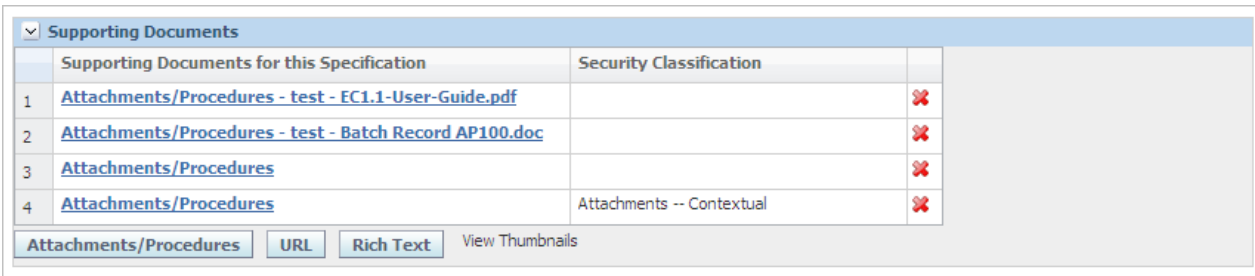 Supporting Documents
Supporting Documents for this Specification Security Classification
1 Attachments/Procedures - test - EC1.1-User-Guide.pdf
2 Attachments/Procedures - test - Batch Record AP100.doc
3 Attachments/Procedures
4 Attachments/Procedures Attachments -- Contextual
Attachments/Procedures URL Rich Text View Thumbnails